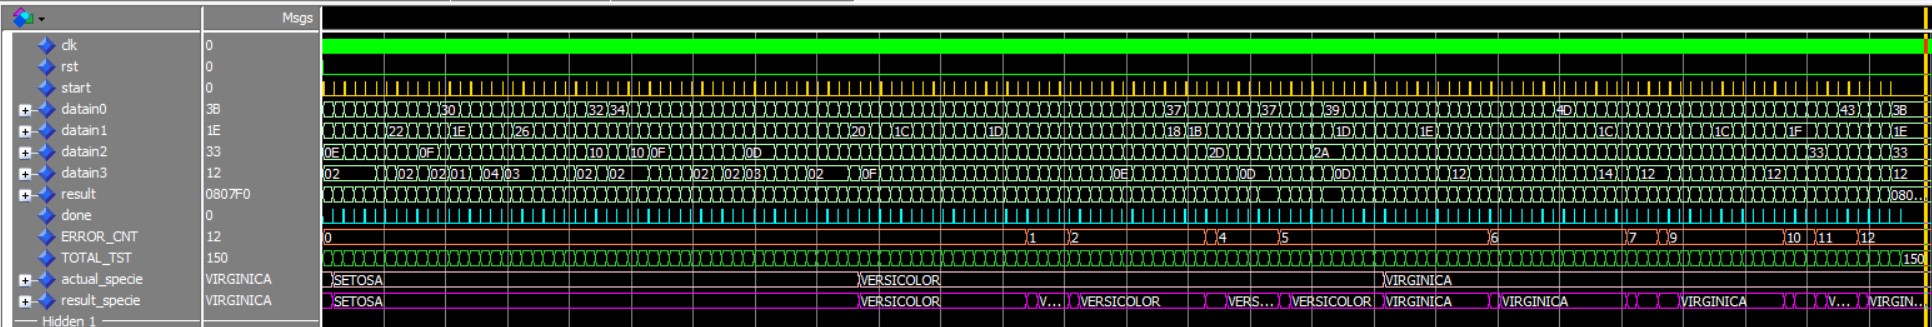 Msgs
clk 0
rst 0
start 0
datain0 3B 30 32 34 37 37 39 4D 43 3B
datain1 1E 22 1E 26 20 1C 1D 18 1B 1D 1E 1C 1C 1F 1E
datain2 33 0E 0F 10 10 0F 0D 2D 2A 33 33
datain3 12 02 02 02 01 04 03 02 02 02 02 03 02 0F 0E 0D 0D 12 14 12 12 12
result 0807F0 080..
done 0
ERROR_CNT 12 0 1 2 4 5 6 7 9 10 11 12
TOTAL_TST 150 150
actual_specie VIRGINICA SETOSA VERSICOLOR VIRGINICA
result_specie VIRGINICA SETOSA VERSICOLOR V... VERSICOLOR VERS... VERSICOLOR VIRGINICA VIRGINICA VIRGINICA V... VIRGIN...
Hidden 1